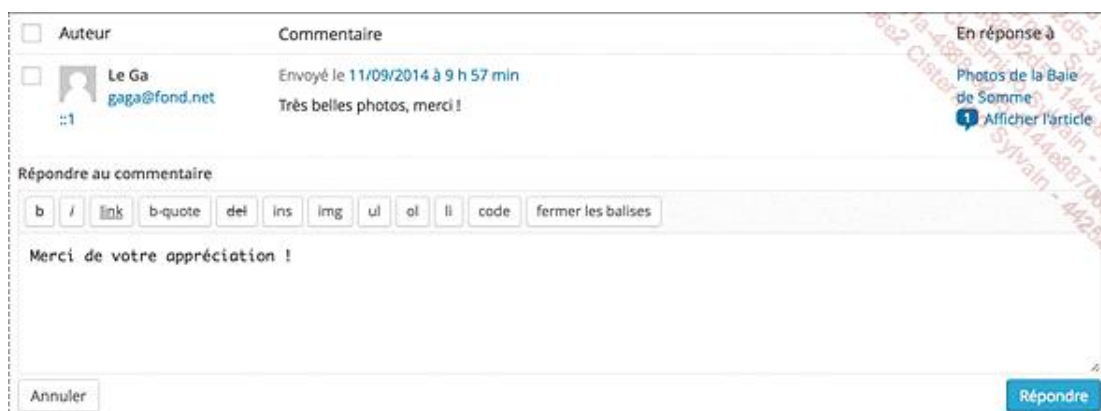 Auteur Commentaire En réponse à
Le Ga Envoyé le 11/09/2014 à 9 h 57 min Photos de la Baie
gaga@fond.net Très belles photos, merci ! de Somme
::1 1 Afficher l'article
Répondre au commentaire
b i link b-quote del ins img ul ol li code fermer les balises
Merci de votre appréciation !
Annuler Répondre